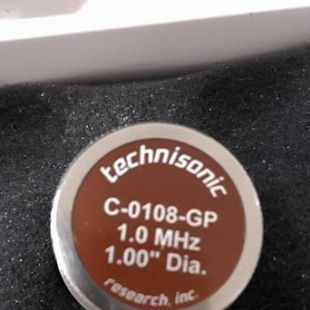 technisonic
C-0108-GP
1.0 MHz
1.00" Dia.
research, inc.